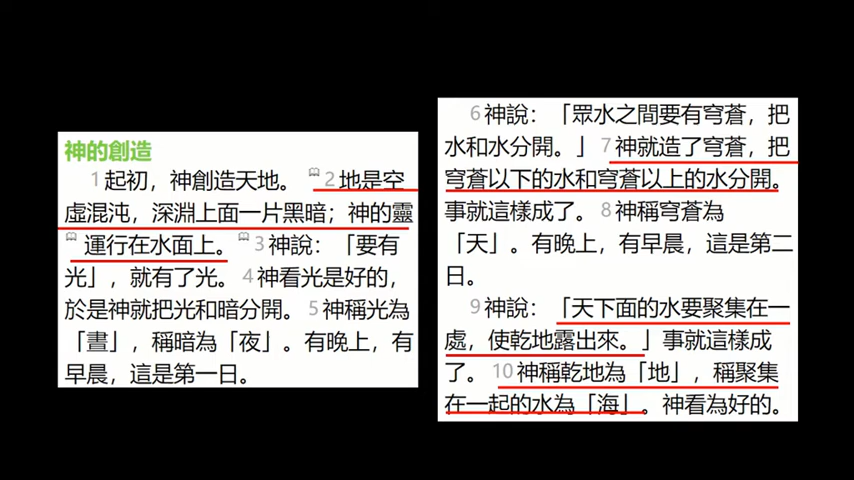 神的創造
1起初，神創造天地。 2地是空
虛混沌，深淵上面一片黑暗；神的靈
運行在水面上。 3神說：「要有
光」，就有了光。4神看光是好的，
於是神就把光和暗分開。5神稱光為
「晝」，稱暗為「夜」。有晚上，有
早晨，這是第一日。
6神說：「眾水之間要有穹蒼，把
水和水分開。」7神就造了穹蒼，把
穹蒼以下的水和穹蒼以上的水分開。
事就這樣成了。8神稱穹蒼為
「天」。有晚上，有早晨，這是第二
日。
9神說：「天下面的水要聚集在一
處，使乾地露出來。」事就這樣成
了。10神稱乾地為「地」，稱聚集
在一起的水為「海」。神看為好的。